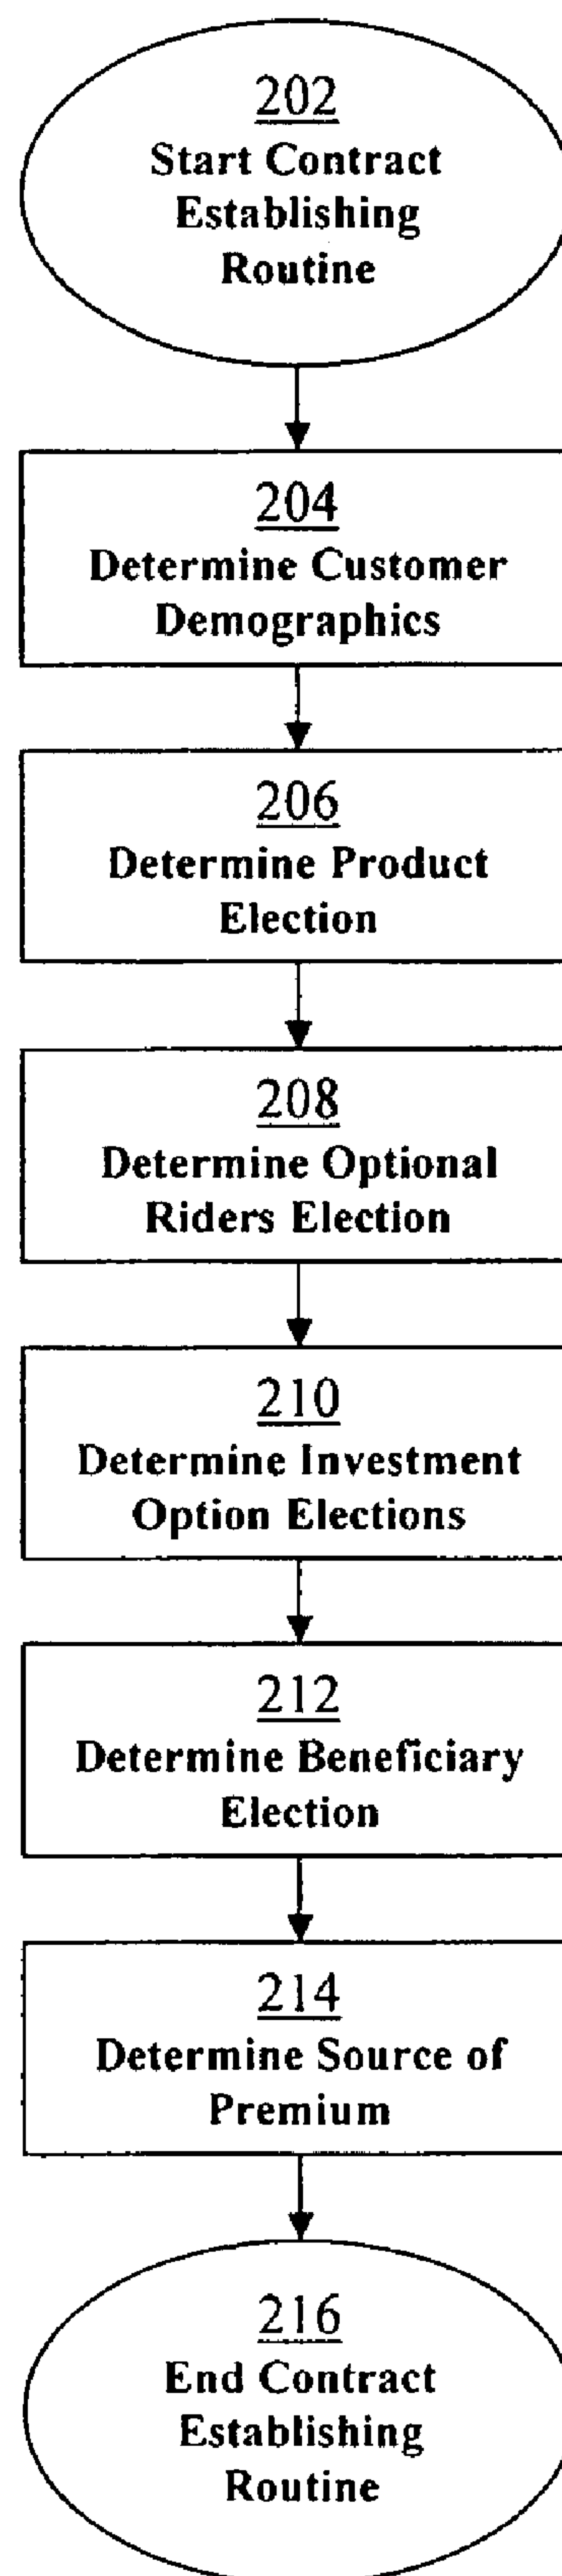 202
Start Contract
Establishing
Routine
204
Determine Customer
Demographics
206
Determine Product
Election
208
Determine Optional
Riders Election
210
Determine Investment
Option Elections
212
Determine Beneficiary
Election
214
Determine Source of
Premium
216
End Contract
Establishing
Routine